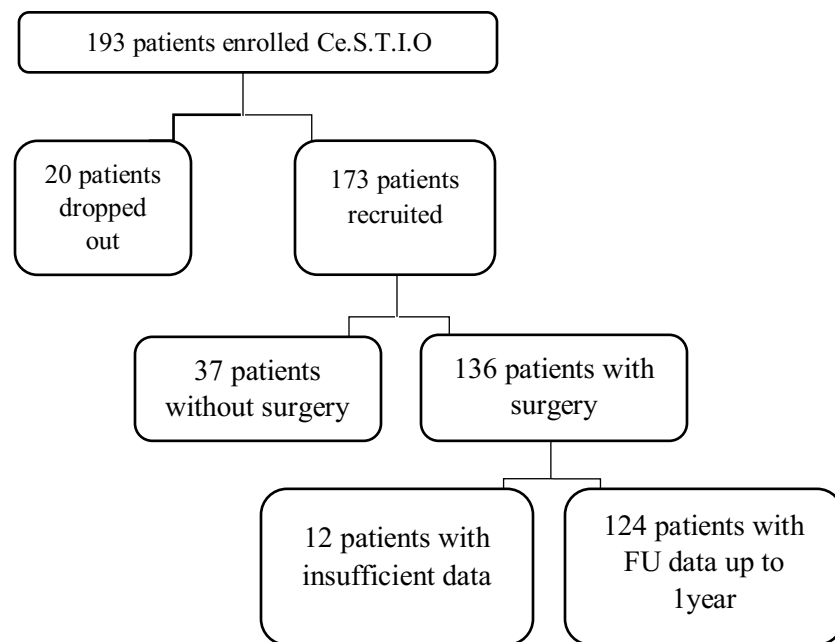 193 patients enrolled Ce.S.T.I.O
20 patients
dropped
out
173 patients
recruited
37 patients
without surgery
136 patients with
surgery
12 patients with
insufficient data
124 patients with
FU data up to
1year